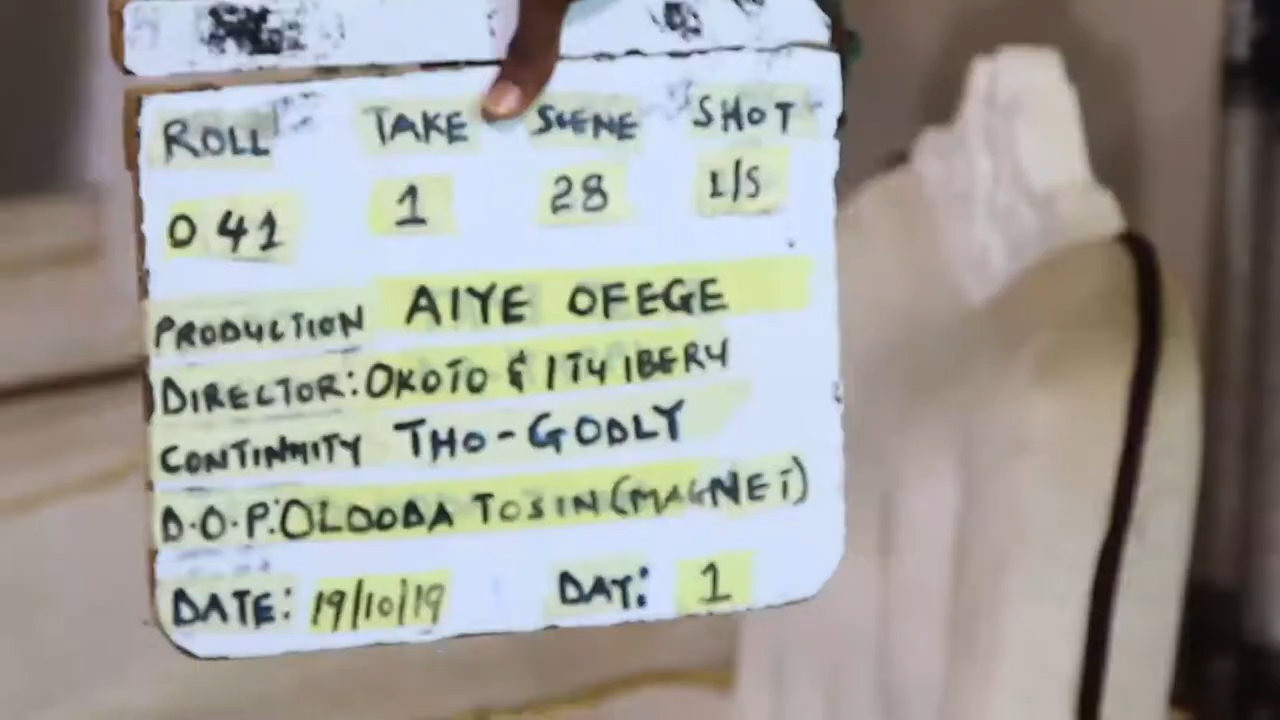 ROLL TAKE SCENE SHOT
041 1 28 L/S
PRODUCTION AIYE OFEGE
DIRECTOR: OKOTO & ITY IBERY
CONTINUITY THO-GODLY
D.O.P: OLOOBA TOSIN (MAGNET)
DATE: 19/10/19 DAY: 1